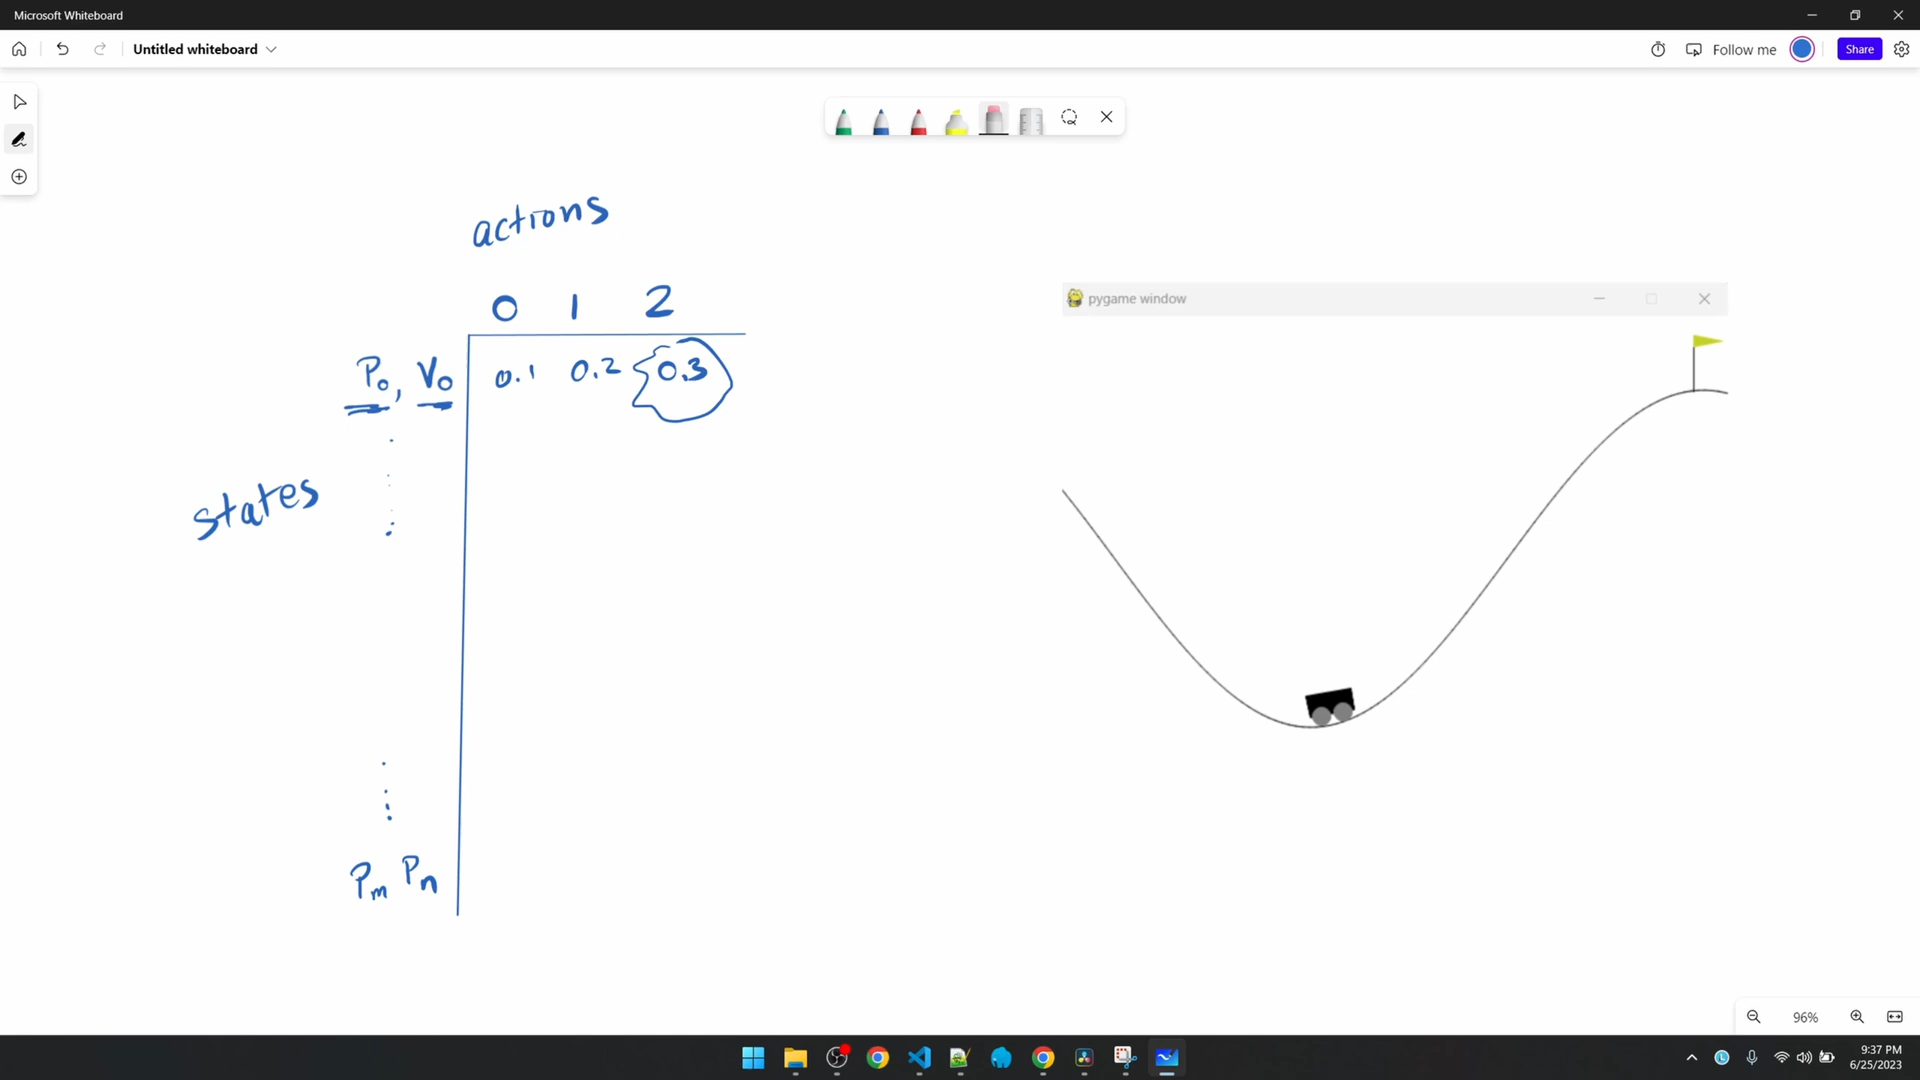 Microsoft Whiteboard
Untitled whiteboard
Follow me
Share
actions
0 1 2
P0, V0 0.1 0.2 0.3
states
Pm Pn
pygame window
96%
9:37 PM
6/25/2023